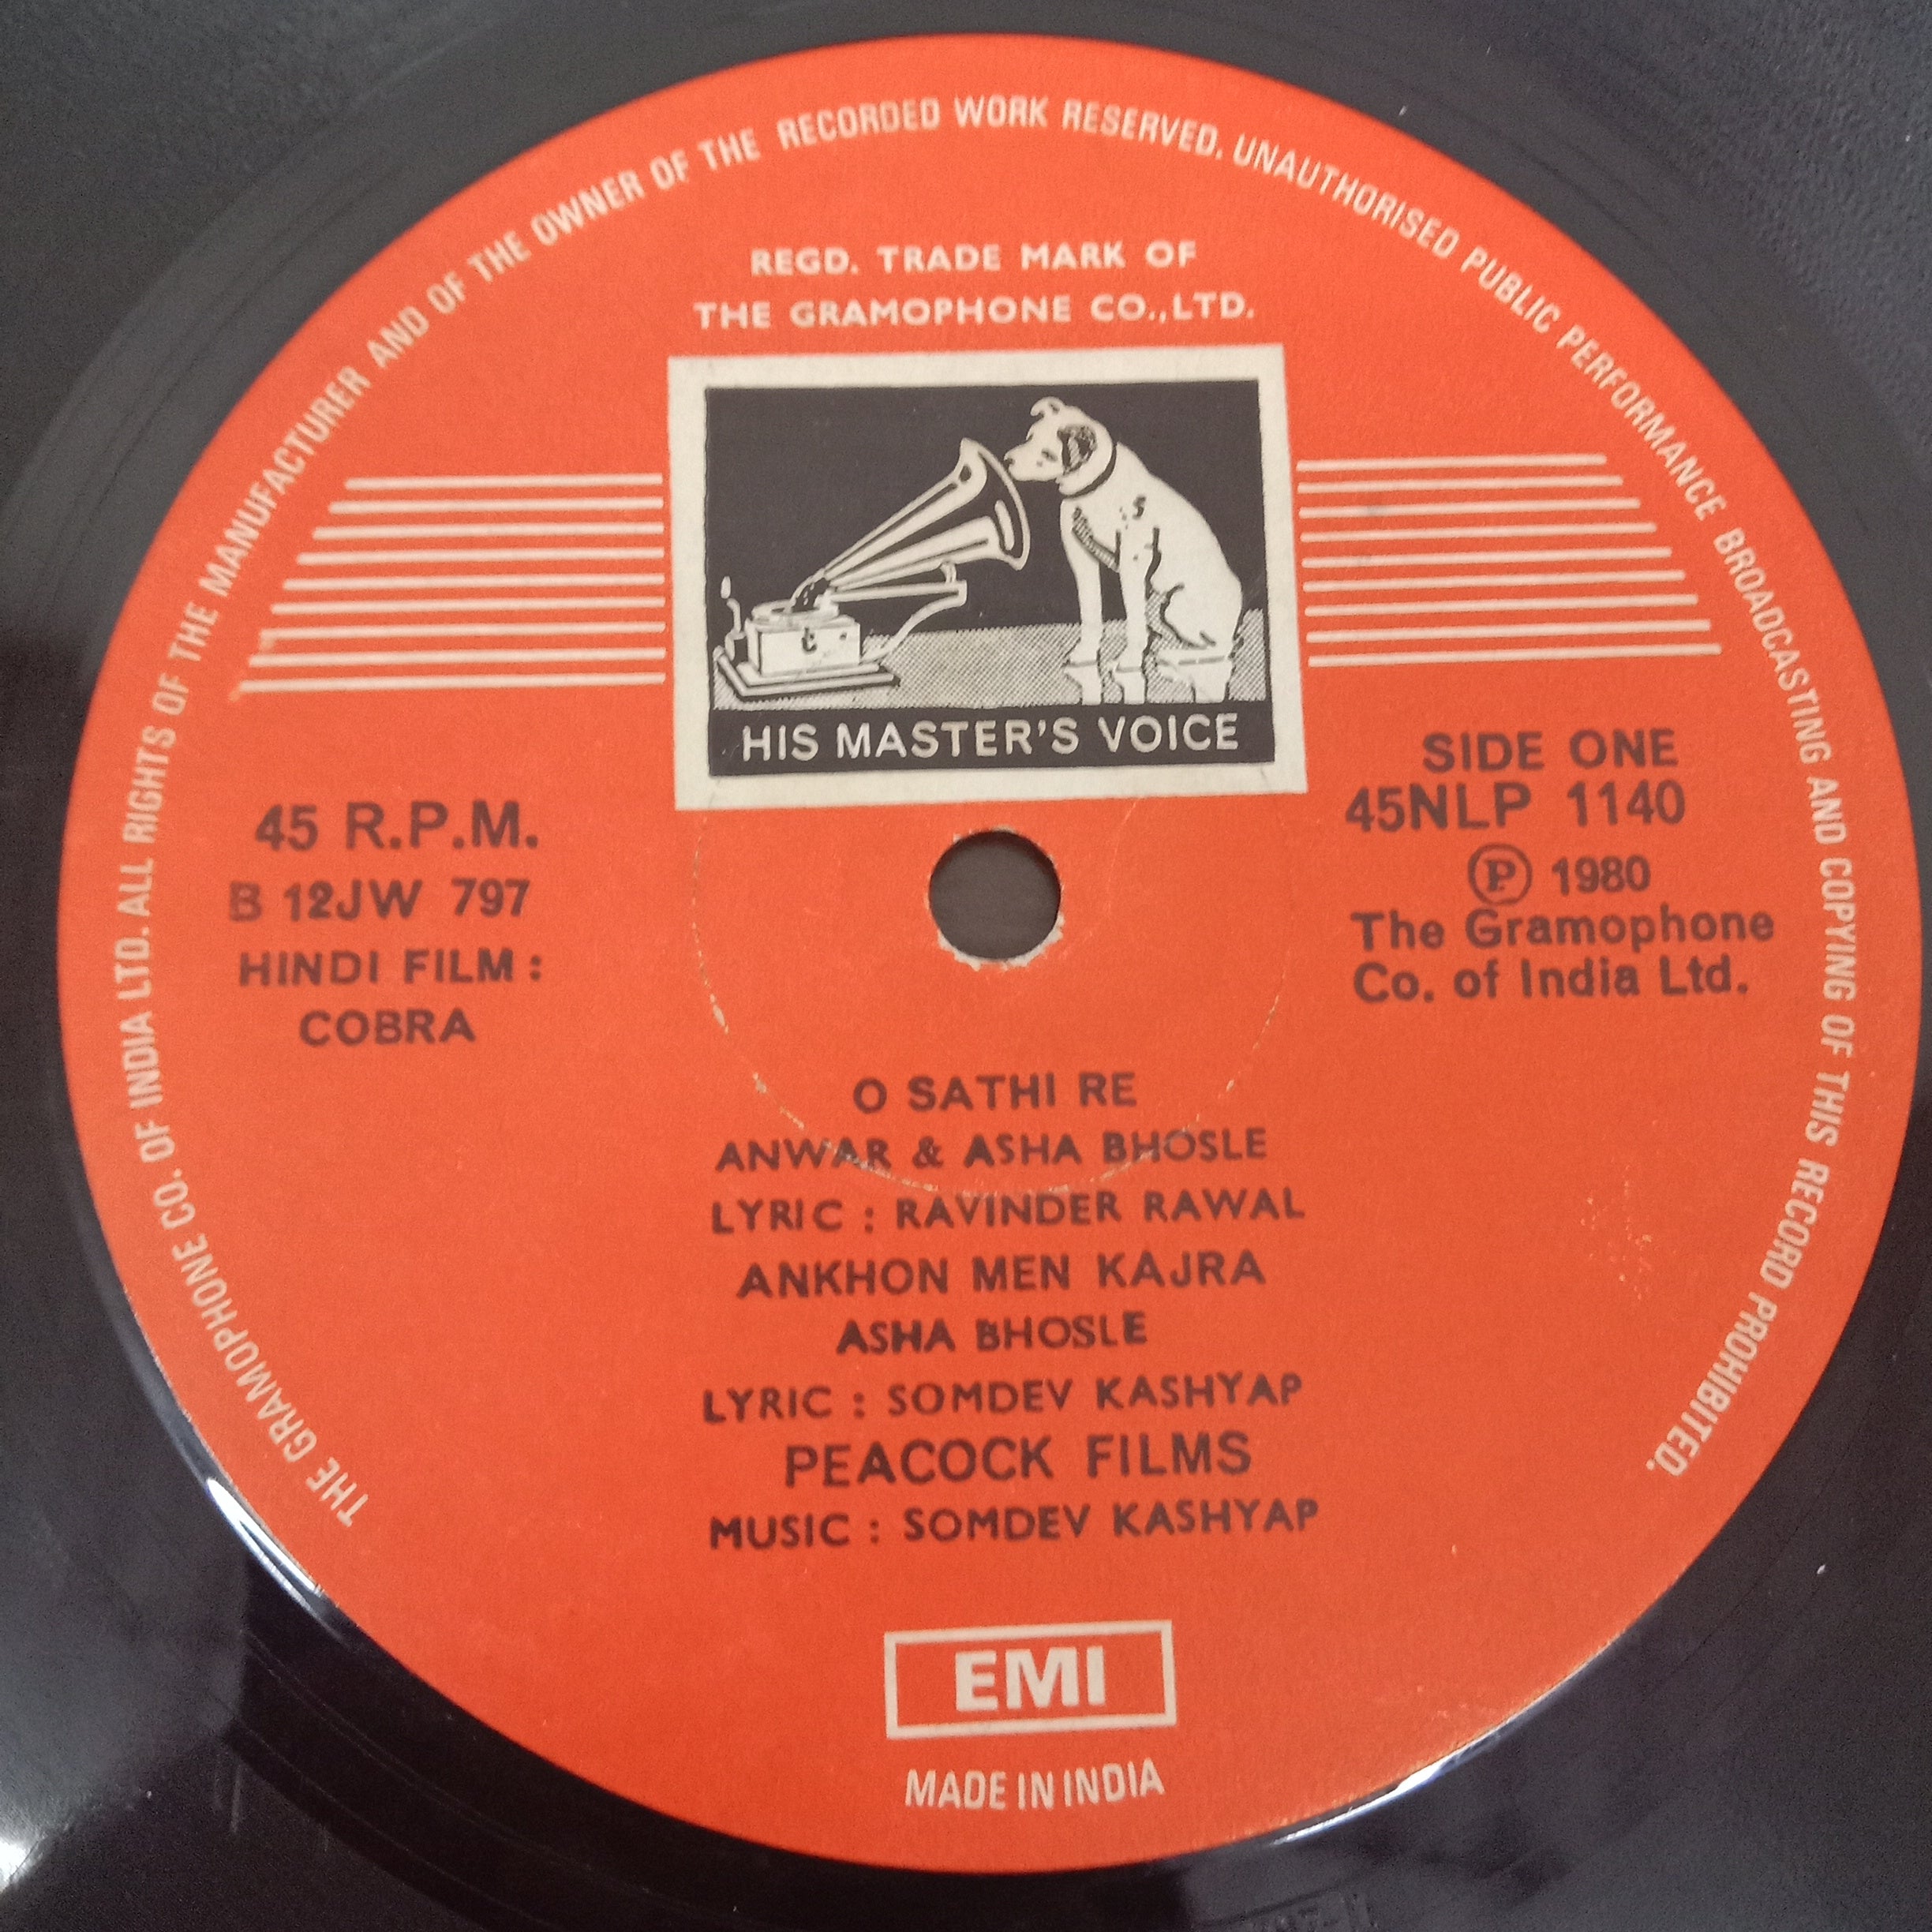 THE GRAMOPHONE CO. OF INDIA LTD. ALL RIGHTS OF THE MANUFACTURER AND OF THE OWNER OF THE RECORDED WORK RESERVED. UNAUTHORISED PUBLIC PERFORMANCE BROADCASTING AND COPYING OF THIS RECORD PROHIBITED.
REGD. TRADE MARK OF
THE GRAMOPHONE CO.,LTD.
HIS MASTER'S VOICE
45 R.P.M.
B 12JW 797
HINDI FILM :
COBRA
SIDE ONE
45NLP 1140
Ⓟ 1980
The Gramophone
Co. of India Ltd.
O SATHI RE
ANWAR & ASHA BHOSLE
LYRIC : RAVINDER RAWAL
ANKHON MEN KAJRA
ASHA BHOSLE
LYRIC : SOMDEV KASHYAP
PEACOCK FILMS
MUSIC : SOMDEV KASHYAP
EMI
MADE IN INDIA